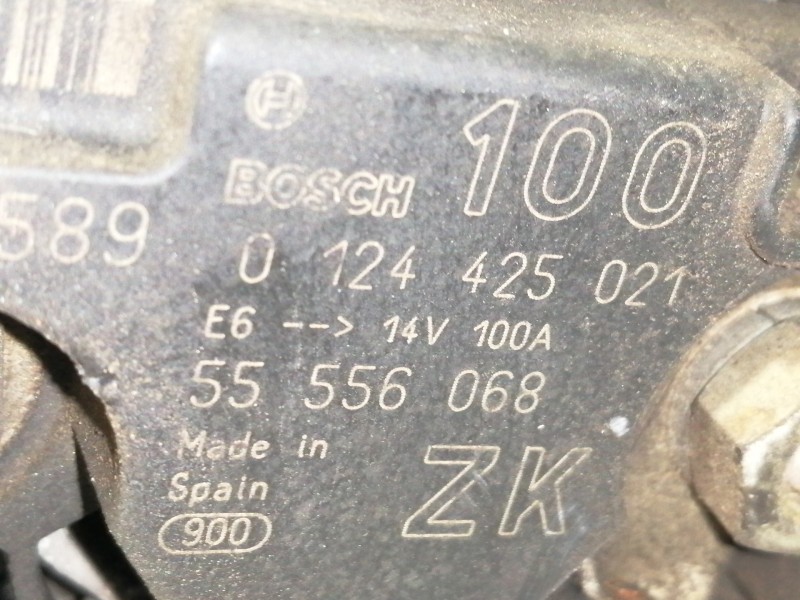 BOSCH 100
589
0 124 425 021
E6 --> 14V 100A
55 556 068
Made in
Spain
ZK
900